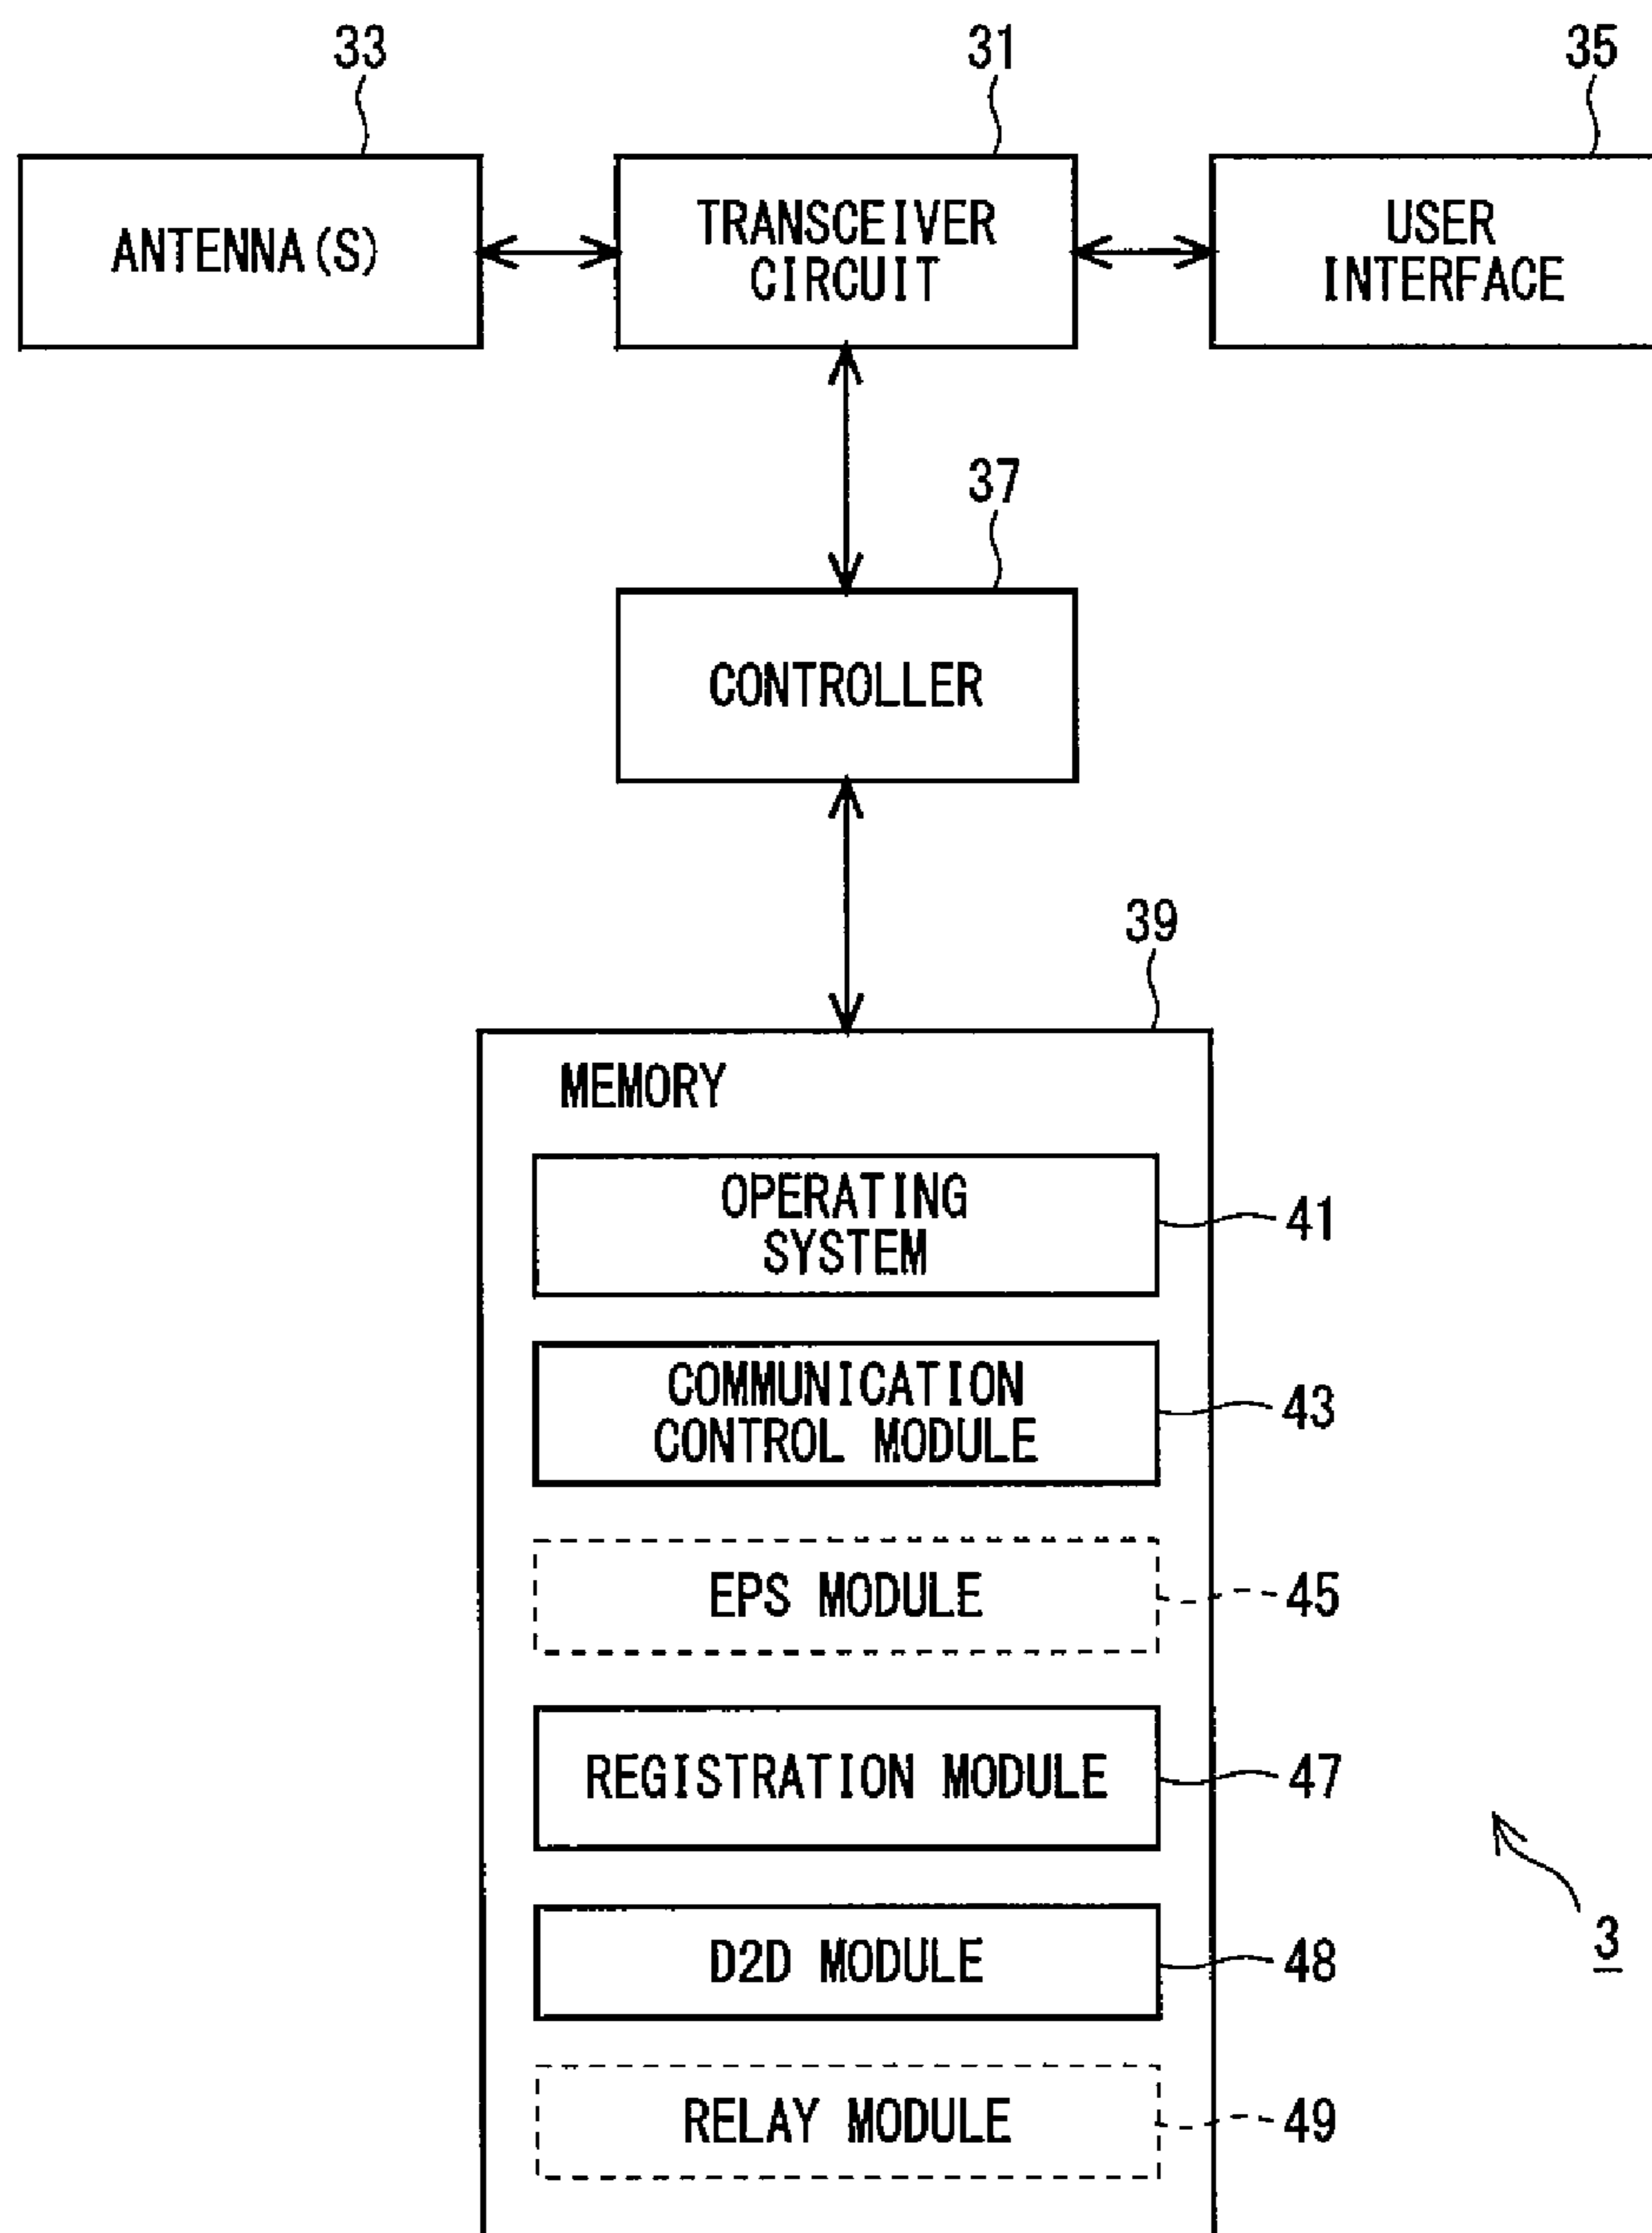 33
31
35
ANTENNA(S)
TRANSCEIVER
CIRCUIT
USER
INTERFACE
37
CONTROLLER
39
MEMORY
OPERATING
SYSTEM
41
COMMUNICATION
CONTROL MODULE
43
EPS MODULE
45
REGISTRATION MODULE
47
D2D MODULE
48
3
RELAY MODULE
49